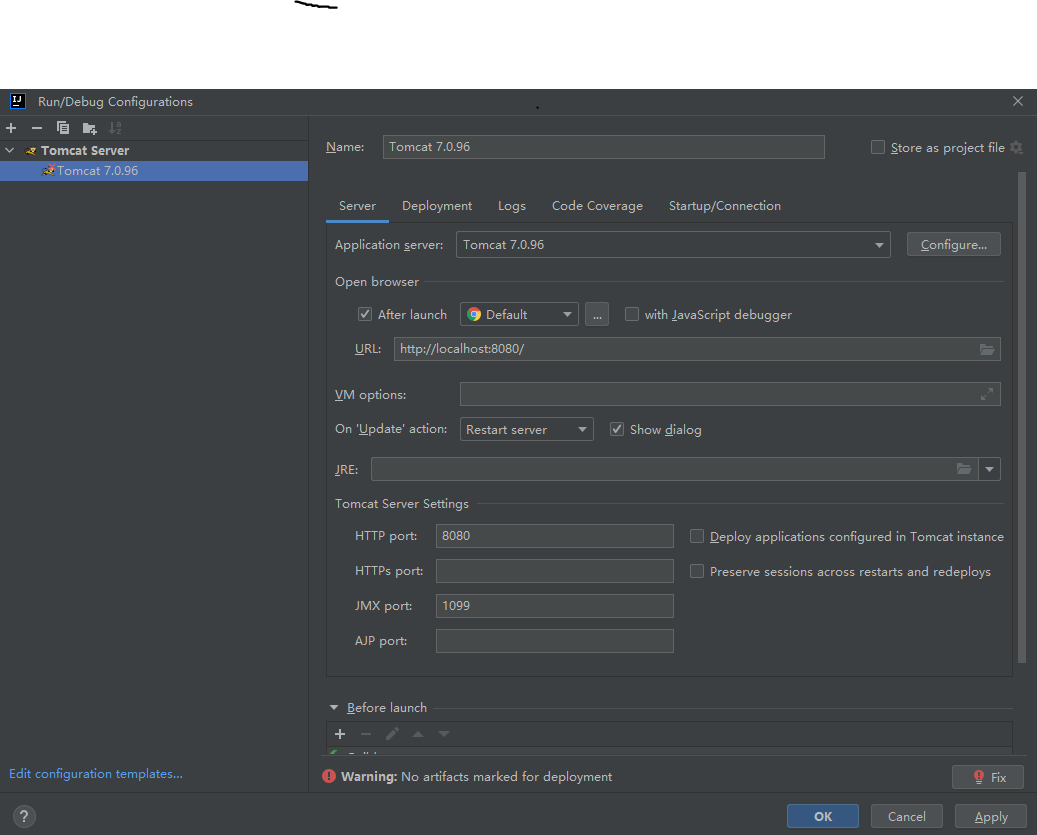 Run/Debug Configurations
Tomcat Server
Tomcat 7.0.96
Edit configuration templates...
Name: Tomcat 7.0.96 Store as project file
Server Deployment Logs Code Coverage Startup/Connection
Application server: Tomcat 7.0.96 Configure...
Open browser
After launch Default ... with JavaScript debugger
URL: http://localhost:8080/
VM options:
On 'Update' action: Restart server Show dialog
JRE:
Tomcat Server Settings
HTTP port: 8080 Deploy applications configured in Tomcat instance
HTTPs port: Preserve sessions across restarts and redeploys
JMX port: 1099
AJP port:
Before launch
Warning: No artifacts marked for deployment Fix
? OK Cancel Apply